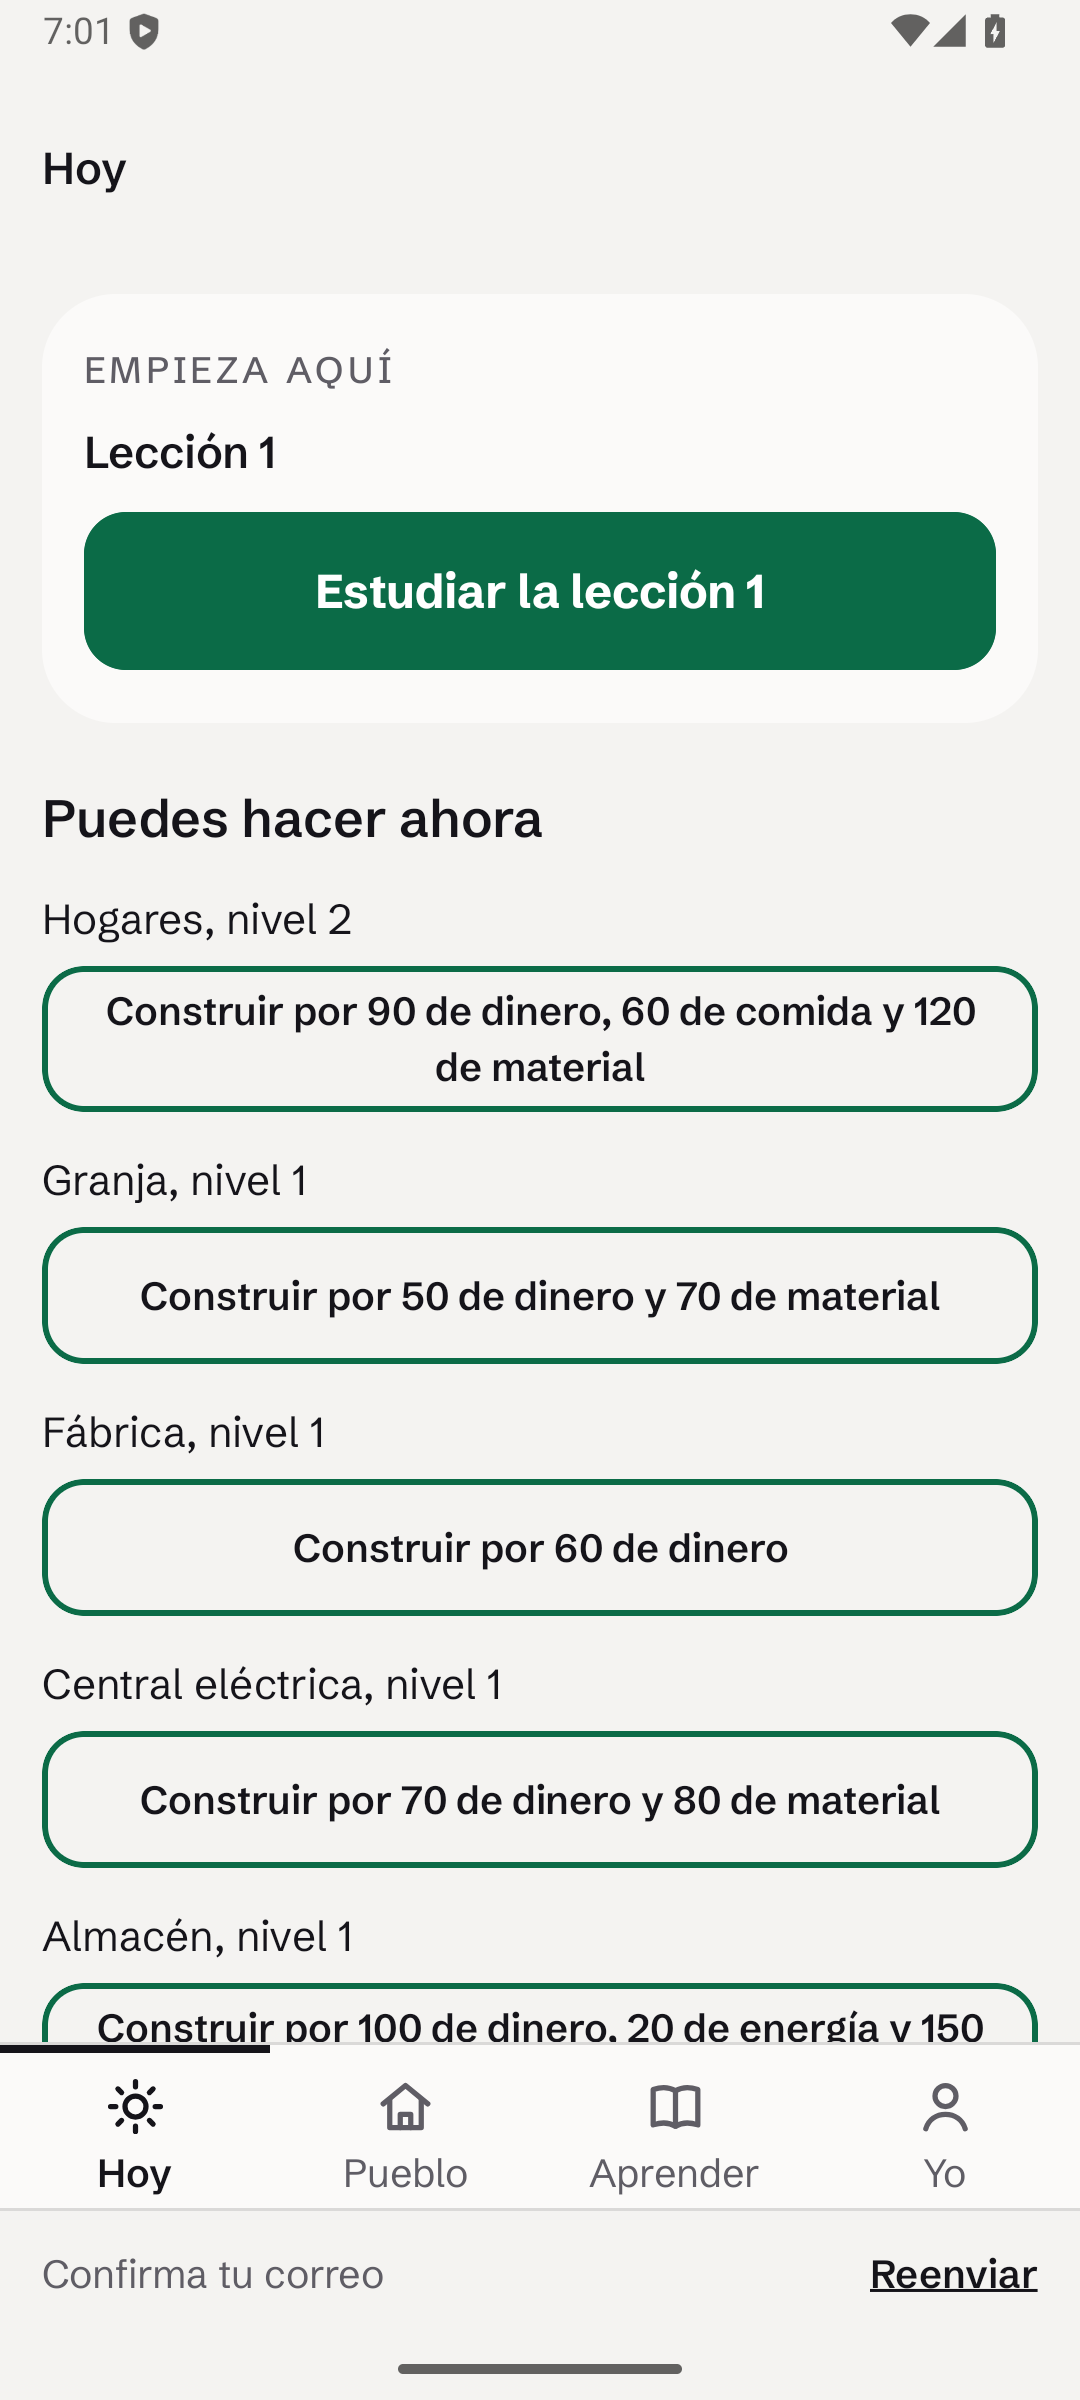 7:01
Hoy
EMPIEZA AQUÍ
Lección 1
Estudiar la lección 1
Puedes hacer ahora
Hogares, nivel 2
Construir por 90 de dinero, 60 de comida y 120
de material
Granja, nivel 1
Construir por 50 de dinero y 70 de material
Fábrica, nivel 1
Construir por 60 de dinero
Central eléctrica, nivel 1
Construir por 70 de dinero y 80 de material
Almacén, nivel 1
Construir por 100 de dinero, 20 de energía y 150
Hoy
Pueblo
Aprender
Yo
Confirma tu correo
Reenviar